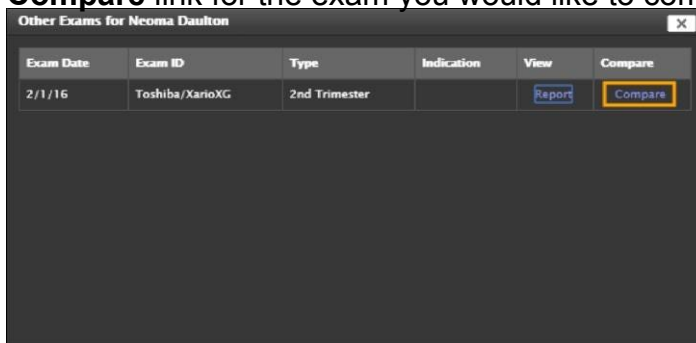 Compare link for the exam you would like to com
Other Exams for Neoma Daulton
Exam Date Exam ID Type Indication View Compare
2/1/16 Toshiba/XarioXG 2nd Trimester Report Compare